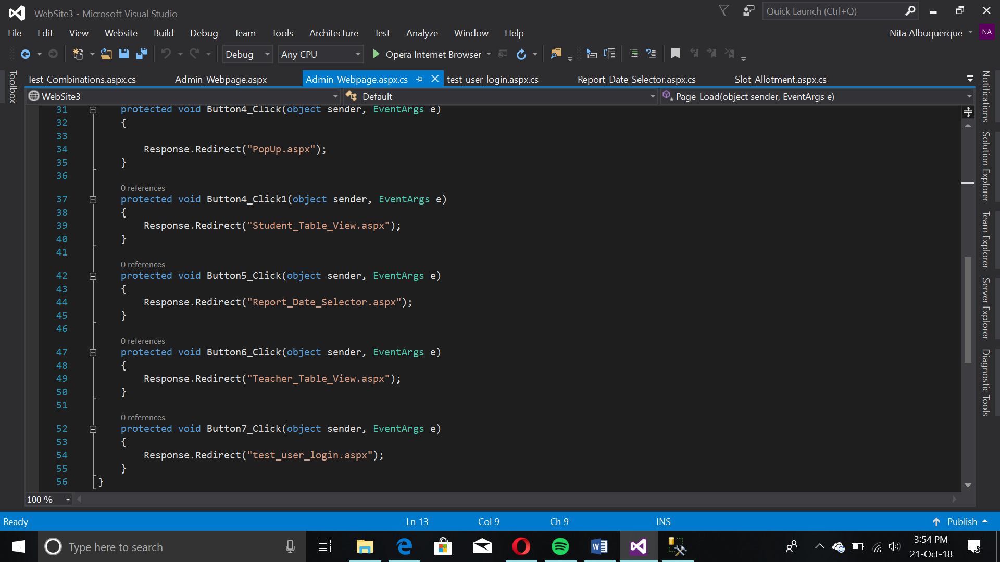 WebSite3 - Microsoft Visual Studio
Quick Launch (Ctrl+Q)
File Edit View Website Build Debug Team Tools Architecture Test Analyze Window Help
Nita Albuquerque NA
Debug Any CPU Opera Internet Browser
Toolbox
Test_Combinations.aspx.cs Admin_Webpage.aspx Admin_Webpage.aspx.cs test_user_login.aspx.cs Report_Date_Selector.aspx.cs Slot_Allotment.aspx.cs
WebSite3 _Default Page_Load(object sender, EventArgs e)
31 protected void Button4_Click(object sender, EventArgs e)
32 {
33
34 Response.Redirect("PopUp.aspx");
35 }
36
0 references
37 protected void Button4_Click1(object sender, EventArgs e)
38 {
39 Response.Redirect("Student_Table_View.aspx");
40 }
41
0 references
42 protected void Button5_Click(object sender, EventArgs e)
43 {
44 Response.Redirect("Report_Date_Selector.aspx");
45 }
46
0 references
47 protected void Button6_Click(object sender, EventArgs e)
48 {
49 Response.Redirect("Teacher_Table_View.aspx");
50 }
51
0 references
52 protected void Button7_Click(object sender, EventArgs e)
53 {
54 Response.Redirect("test_user_login.aspx");
55 }
56 }
Notifications
Solution Explorer
Team Explorer
Server Explorer
Diagnostic Tools
100 %
Ready Ln 13 Col 9 Ch 9 INS Publish
Type here to search
3:54 PM
21-Oct-18